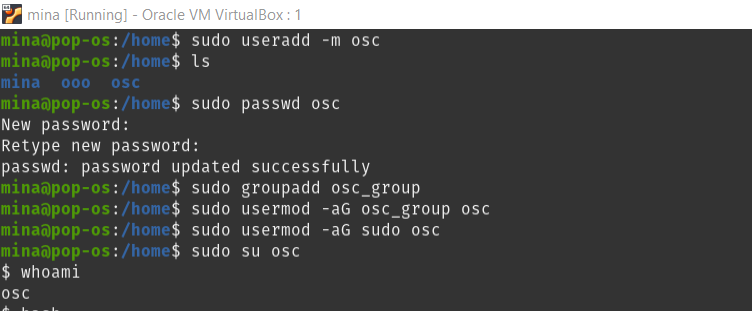 mina [Running] - Oracle VM VirtualBox : 1
mina@pop-os:/home$ sudo useradd -m osc
mina@pop-os:/home$ ls
mina  ooo  osc
mina@pop-os:/home$ sudo passwd osc
New password:
Retype new password:
passwd: password updated successfully
mina@pop-os:/home$ sudo groupadd osc_group
mina@pop-os:/home$ sudo usermod -aG osc_group osc
mina@pop-os:/home$ sudo usermod -aG sudo osc
mina@pop-os:/home$ sudo su osc
$ whoami
osc